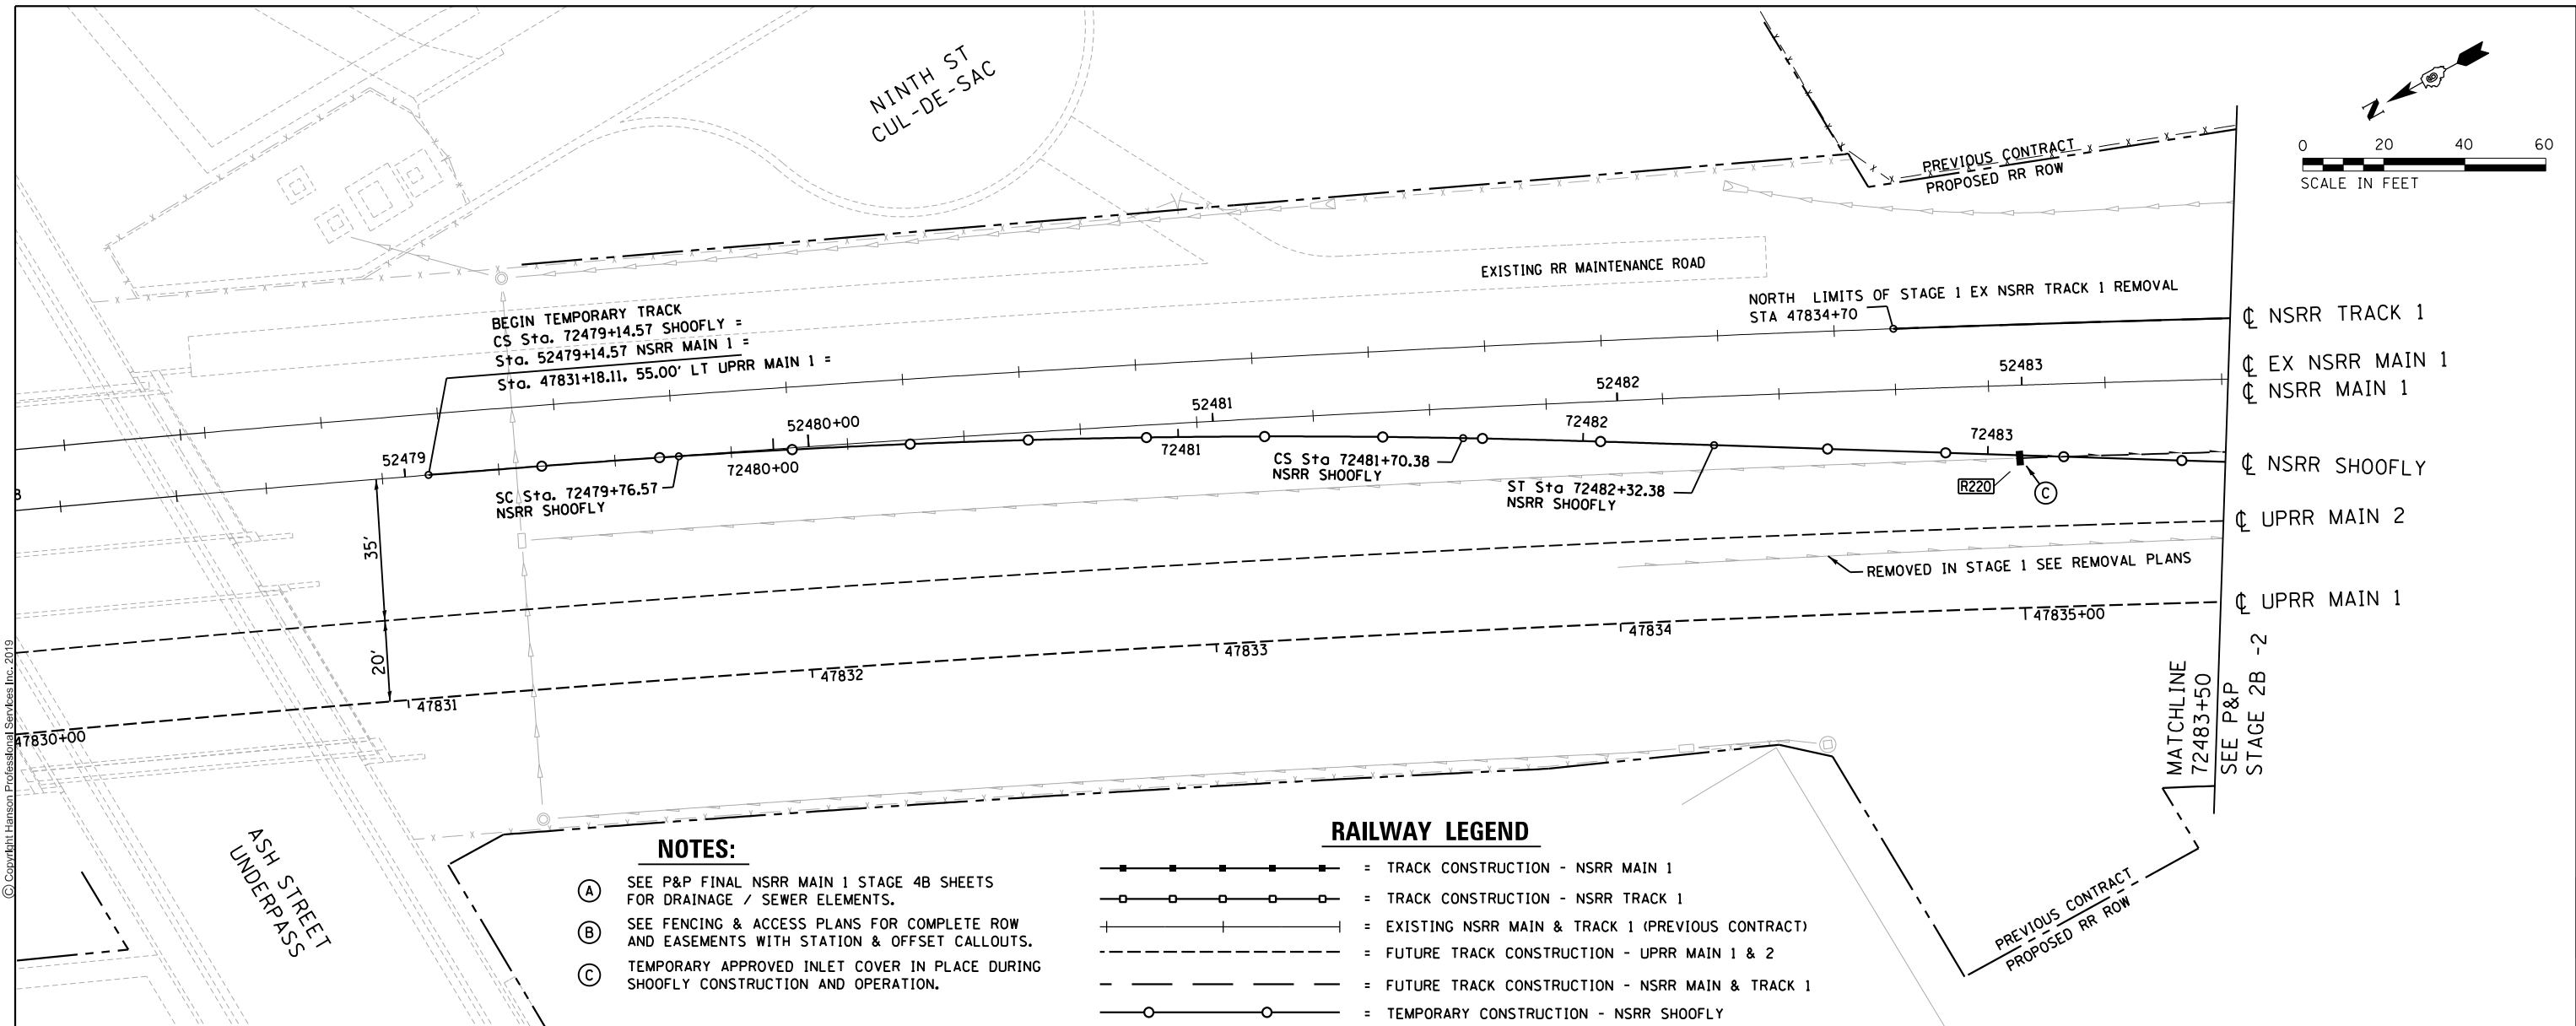 NINTH ST
CUL-DE-SAC
PREVIOUS CONTRACT
PROPOSED RR ROW
N
0 20 40 60
SCALE IN FEET
EXISTING RR MAINTENANCE ROAD
NORTH LIMITS OF STAGE 1 EX NSRR TRACK 1 REMOVAL
STA 47834+70
BEGIN TEMPORARY TRACK
CS Sta. 72479+14.57 SHOOFLY =
Sta. 52479+14.57 NSRR MAIN 1 =
Sta. 47831+18.11, 55.00' LT UPRR MAIN 1 =
℄ NSRR TRACK 1
℄ EX NSRR MAIN 1
℄ NSRR MAIN 1
℄ NSRR SHOOFLY
℄ UPRR MAIN 2
℄ UPRR MAIN 1
52479
52480+00
52481
52482
52483
72480+00
72481
72482
72483
SC Sta. 72479+76.57
NSRR SHOOFLY
CS Sta 72481+70.38
NSRR SHOOFLY
ST Sta 72482+32.38
NSRR SHOOFLY
R220
C
8
35'
20'
REMOVED IN STAGE 1 SEE REMOVAL PLANS
47830+00
47831
47832
47833
47834
47835+00
MATCHLINE
72483+50
SEE P&P
STAGE 2B -2
ASH STREET
UNDERPASS
PREVIOUS CONTRACT
PROPOSED RR ROW
NOTES:
A SEE P&P FINAL NSRR MAIN 1 STAGE 4B SHEETS
FOR DRAINAGE / SEWER ELEMENTS.
B SEE FENCING & ACCESS PLANS FOR COMPLETE ROW
AND EASEMENTS WITH STATION & OFFSET CALLOUTS.
C TEMPORARY APPROVED INLET COVER IN PLACE DURING
SHOOFLY CONSTRUCTION AND OPERATION.
RAILWAY LEGEND
= TRACK CONSTRUCTION - NSRR MAIN 1
= TRACK CONSTRUCTION - NSRR TRACK 1
= EXISTING NSRR MAIN & TRACK 1 (PREVIOUS CONTRACT)
= FUTURE TRACK CONSTRUCTION - UPRR MAIN 1 & 2
= FUTURE TRACK CONSTRUCTION - NSRR MAIN & TRACK 1
= TEMPORARY CONSTRUCTION - NSRR SHOOFLY
© Copyright Hanson Professional Services Inc. 2019